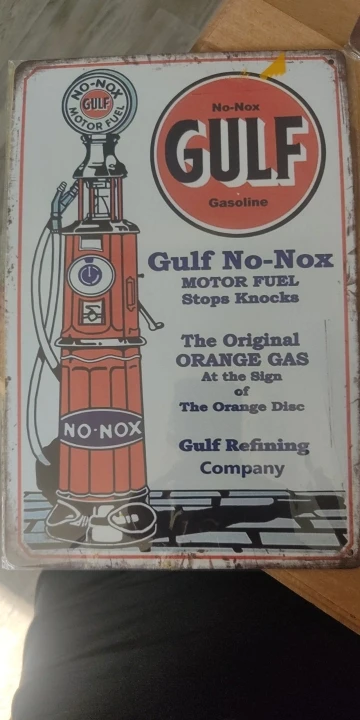 NO-NOX
GULF
MOTOR FUEL
No-Nox
GULF
Gasoline
Gulf No-Nox
MOTOR FUEL
Stops Knocks
The Original
ORANGE GAS
At the Sign
of
The Orange Disc
NO-NOX
Gulf Refining
Company